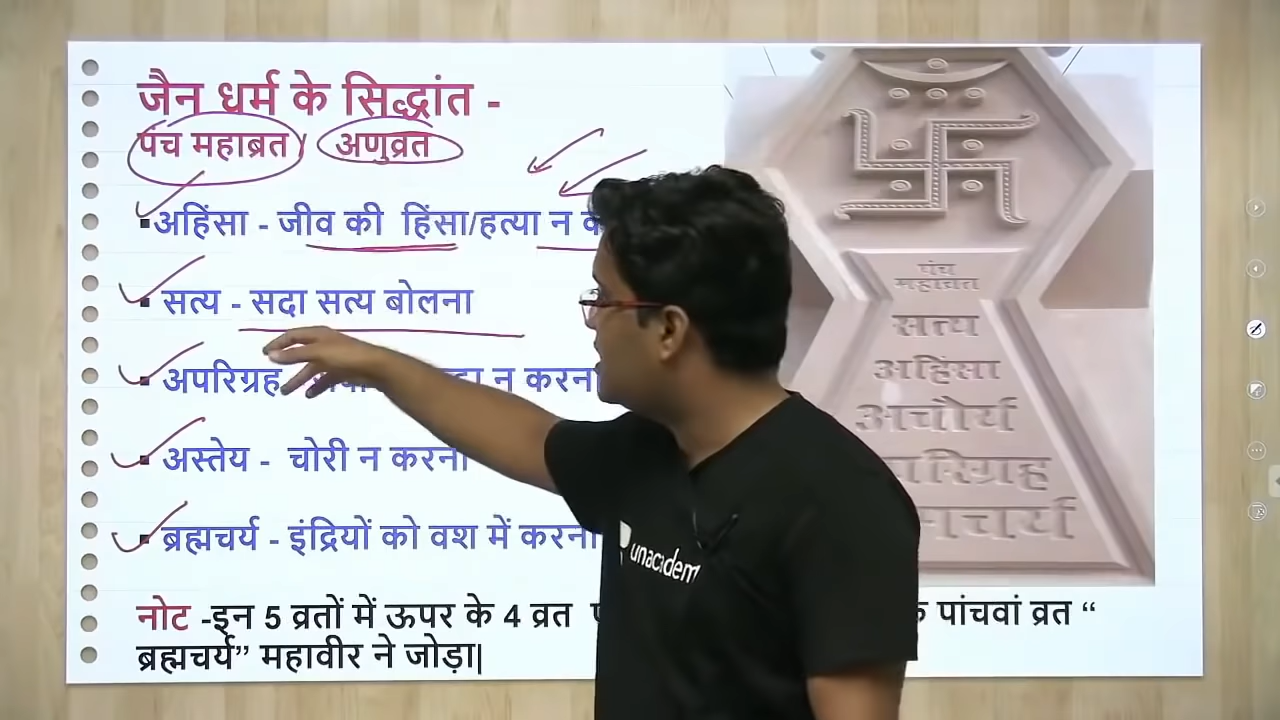 जैन धर्म के सिद्धांत -
पंच महाब्रत / अणुव्रत
अहिंसा - जीव की हिंसा/हत्या न
सत्य - सदा सत्य बोलना
अपरिग्रह न करना
अस्तेय - चोरी न करना
ब्रह्मचर्य - इंद्रियों को वश में करना
नोट -इन 5 व्रतों में ऊपर के 4 व्रत पांचवां व्रत “
ब्रह्मचर्य” महावीर ने जोड़ा|
पंच
महाव्रत
सत्य
अहिंसा
अचौर्य
unacadem